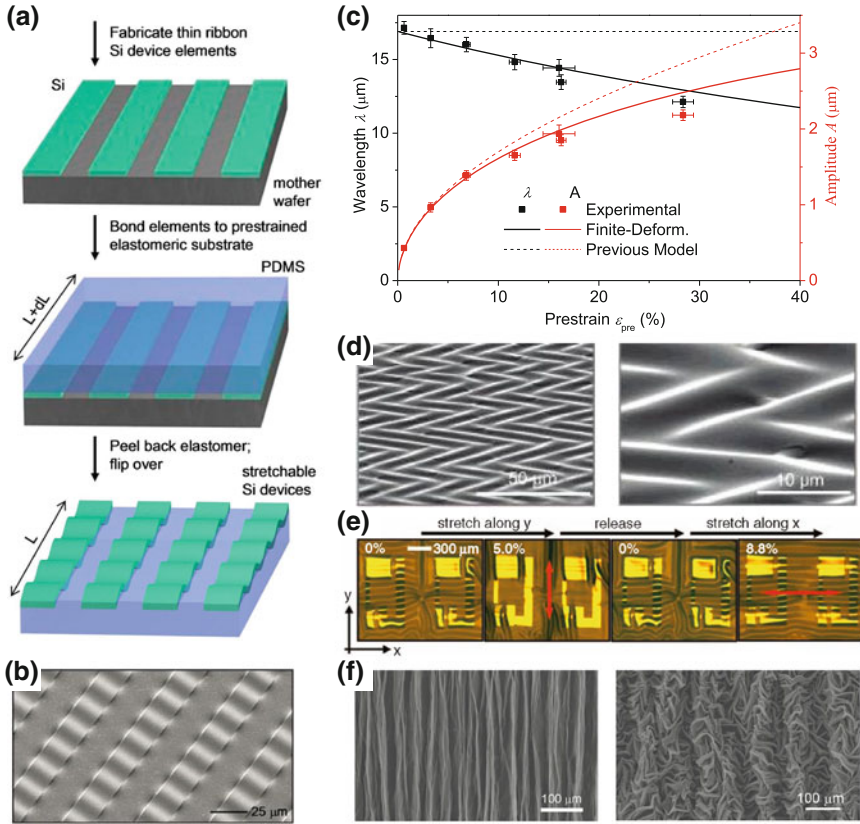 (a)
Fabricate thin ribbon
Si device elements
Si
mother
wafer
Bond elements to prestrained
elastomeric substrate
PDMS
L+dL
Peel back elastomer;
flip over
stretchable
Si devices
L
(b)
25 μm
(c)
Wavelength λ (μm)
15
10
5
0
0
10
20
30
40
Prestrain ε_pre (%)
3
2
1
0
Amplitude A (μm)
λ A
Experimental
Finite-Deform.
Previous Model
(d)
50 μm
10 μm
(e)
stretch along y
release
stretch along x
0%
300 μm
5.0%
0%
8.8%
y
x
(f)
100 μm
100 μm